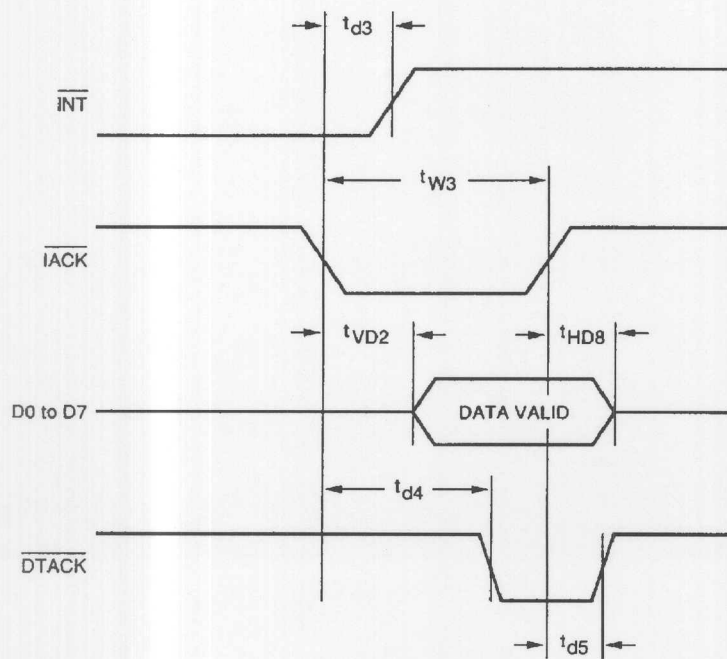 td3
INT
tW3
IACK
tVD2
tHD8
D0 to D7
DATA VALID
td4
DTACK
td5